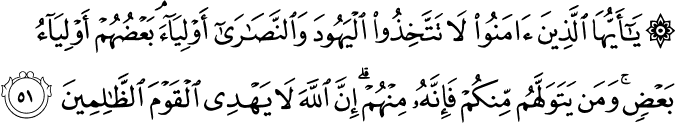 ۞ يَٰٓأَيُّهَا ٱلَّذِينَ ءَامَنُوا۟ لَا تَتَّخِذُوا۟ ٱلْيَهُودَ وَٱلنَّصَٰرَىٰٓ أَوْلِيَآءَ ۘ بَعْضُهُمْ أَوْلِيَآءُ
بَعْضٍ ۚ وَمَن يَتَوَلَّهُم مِّنكُمْ فَإِنَّهُۥ مِنْهُمْ ۗ إِنَّ ٱللَّهَ لَا يَهْدِى ٱلْقَوْمَ ٱلظَّٰلِمِينَ ۝٥١